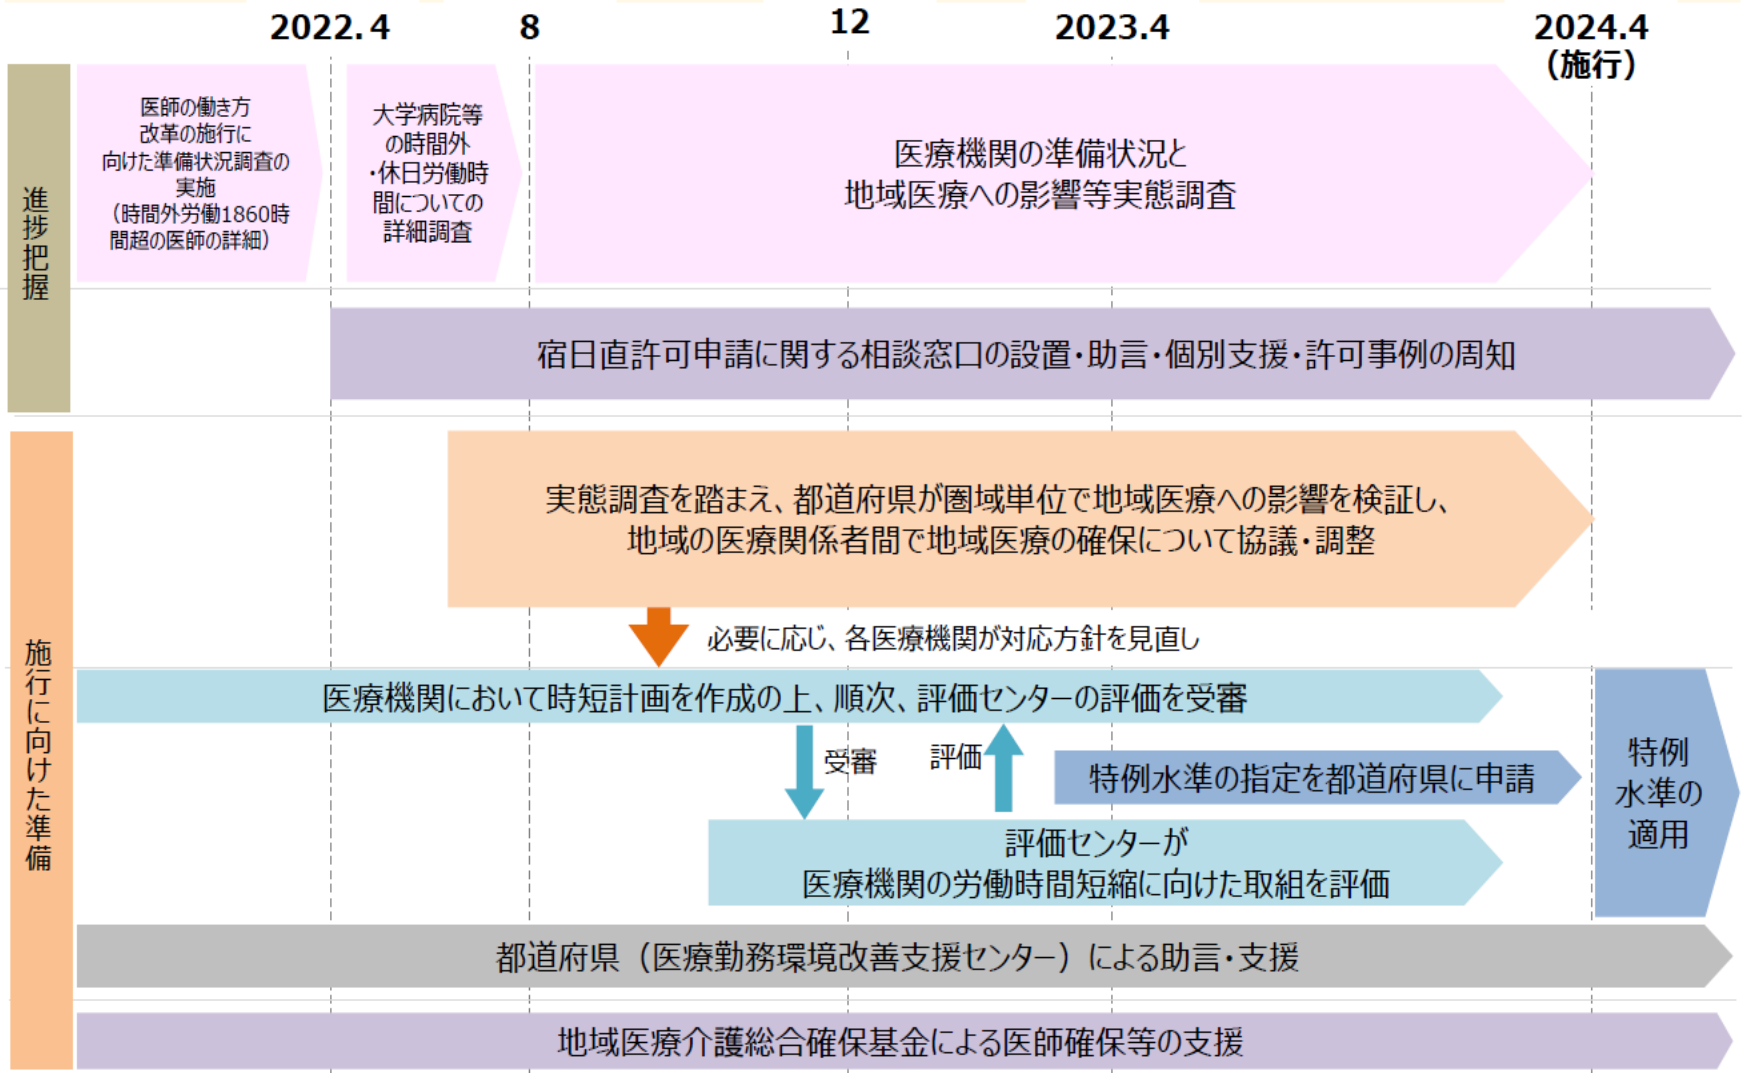 2022.4
8
12
2023.4
2024.4
（施行）
進捗把握
医師の働き方
改革の施行に
向けた準備状況調査の
実施
（時間外労働1860時
間超の医師の詳細）
大学病院等
の時間外
・休日労働時
間についての
詳細調査
医療機関の準備状況と
地域医療への影響等実態調査
宿日直許可申請に関する相談窓口の設置・助言・個別支援・許可事例の周知
施行に向けた準備
実態調査を踏まえ、都道府県が圏域単位で地域医療への影響を検証し、
地域の医療関係者間で地域医療の確保について協議・調整
必要に応じ、各医療機関が対応方針を見直し
医療機関において時短計画を作成の上、順次、評価センターの評価を受審
受審
評価
特例水準の指定を都道府県に申請
特例
水準の
適用
評価センターが
医療機関の労働時間短縮に向けた取組を評価
都道府県（医療勤務環境改善支援センター）による助言・支援
地域医療介護総合確保基金による医師確保等の支援